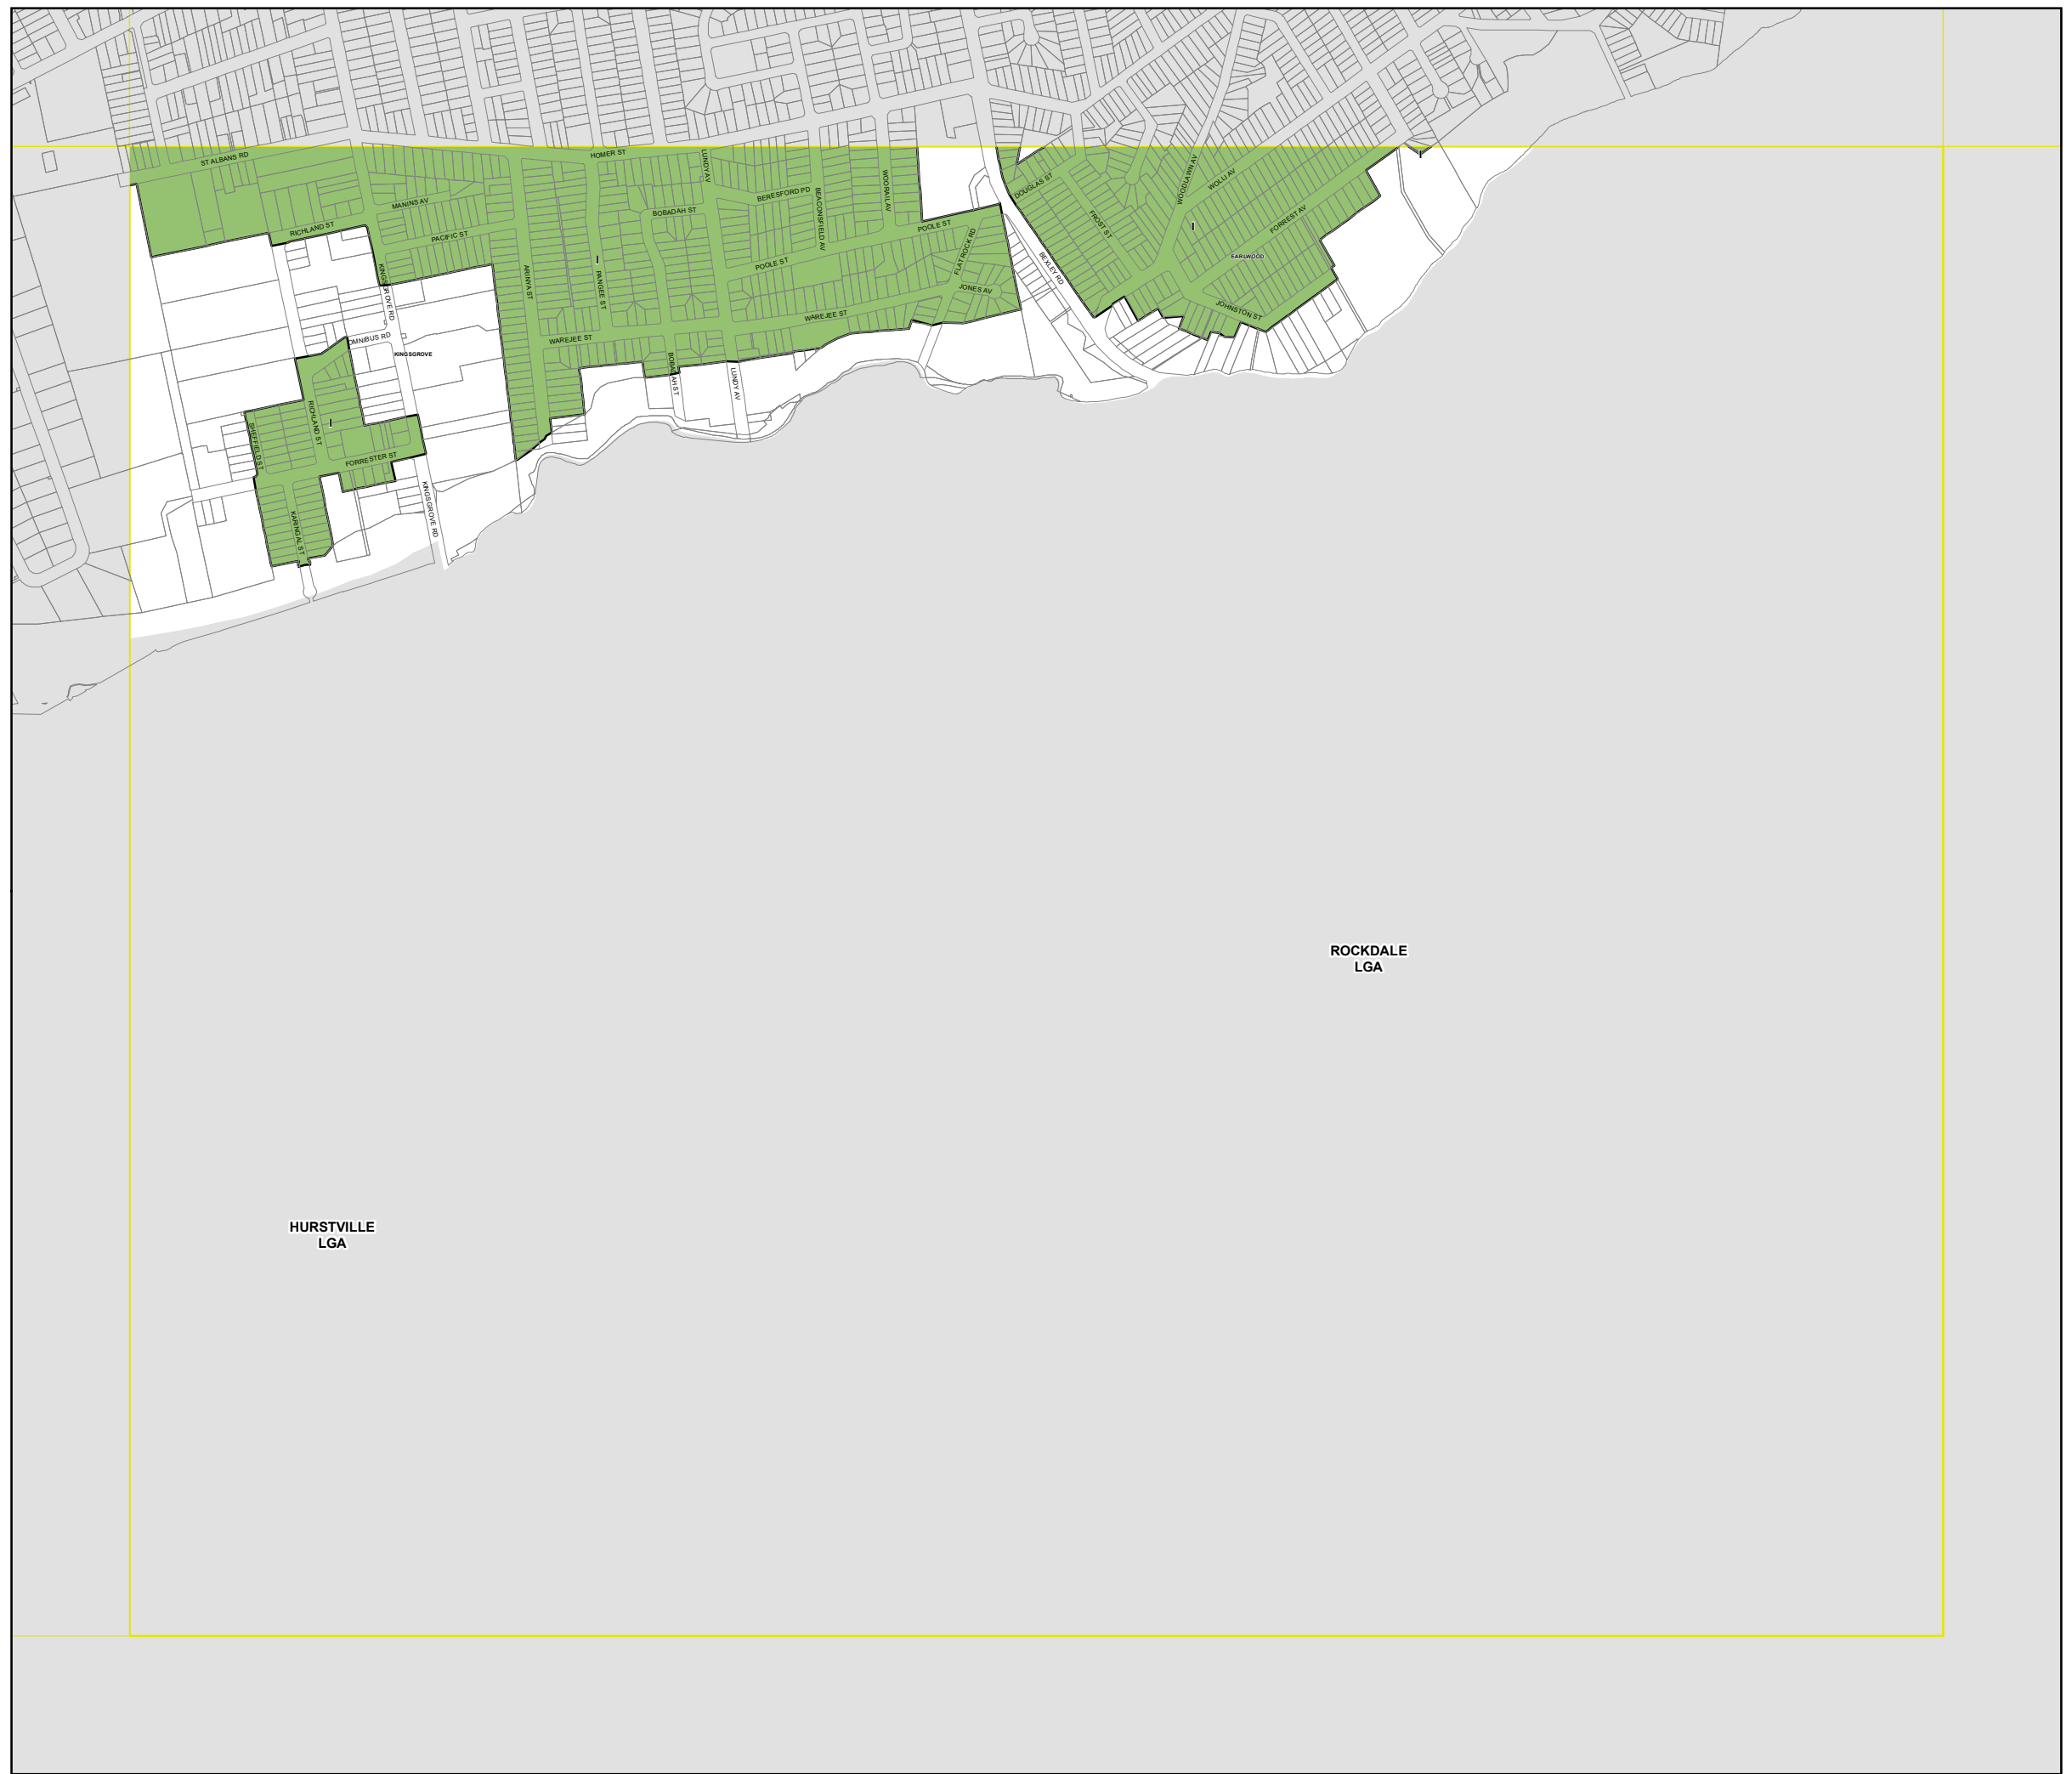 ST ALBANS RD
HOMER ST
LUNDY AV
BERESFORD PD
BEACONSFIELD AV
WOORAIL AV
DOUGLAS ST
WOODLAWN AV
WOLLI AV
I
MANINS AV
BOBADAH ST
RICHLAND ST
PACIFIC ST
POOLE ST
FROST ST
I
FORREST AV
EARLWOOD
KINGSGROVE RD
ARINYA ST
I
PANGEE ST
POOLE ST
FLAT ROCK RD
BEXLEY RD
JONES AV
JOHNSTON ST
WAREJEE ST
OMNIBUS RD
WAREJEE ST
KINGSGROVE
BOBADAH ST
LUNDY AV
RICHLAND ST
I
SHEFFIELD ST
FORRESTER ST
KINGSGROVE RD
KARINGAL ST
ROCKDALE
LGA
HURSTVILLE
LGA